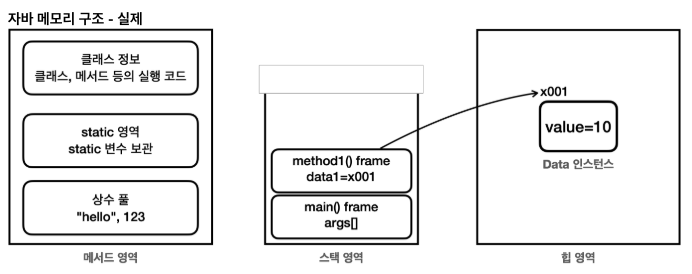 자바 메모리 구조 - 실제
클래스 정보
클래스, 메서드 등의 실행 코드
static 영역
static 변수 보관
상수 풀
"hello", 123
메서드 영역
method1() frame
data1=x001
main() frame
args[]
스택 영역
x001
value=10
Data 인스턴스
힙 영역